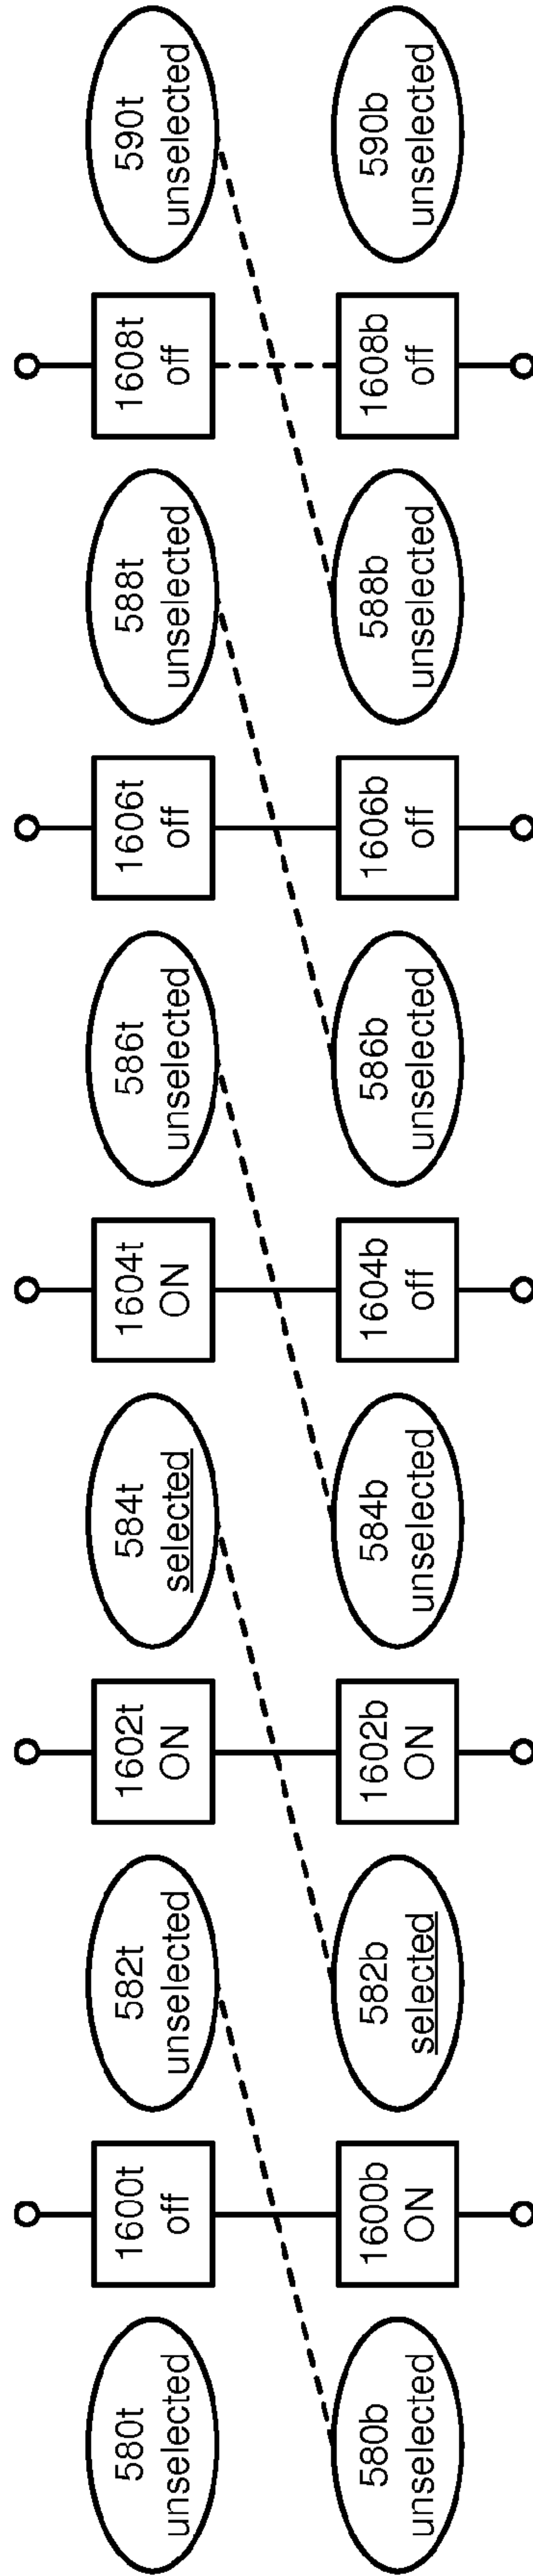 580t
unselected
1600t
off
582t
unselected
1602t
ON
584t
selected
1604t
ON
586t
unselected
1606t
off
588t
unselected
1608t
off
590t
unselected
580b
unselected
1600b
ON
582b
selected
1602b
ON
584b
unselected
1604b
off
586b
unselected
1606b
off
588b
unselected
1608b
off
590b
unselected